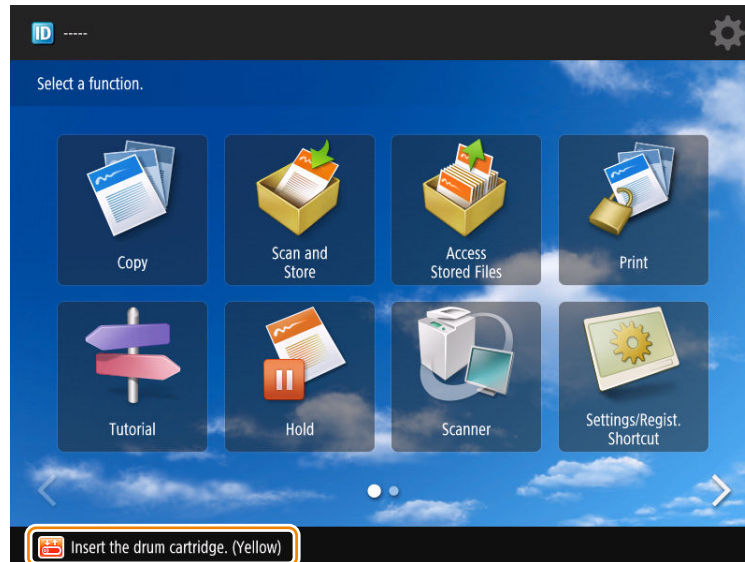 ID -----
Select a function.
Copy
Scan and
Store
Access
Stored Files
Print
Tutorial
Hold
Scanner
Settings/Regist.
Shortcut
Insert the drum cartridge. (Yellow)